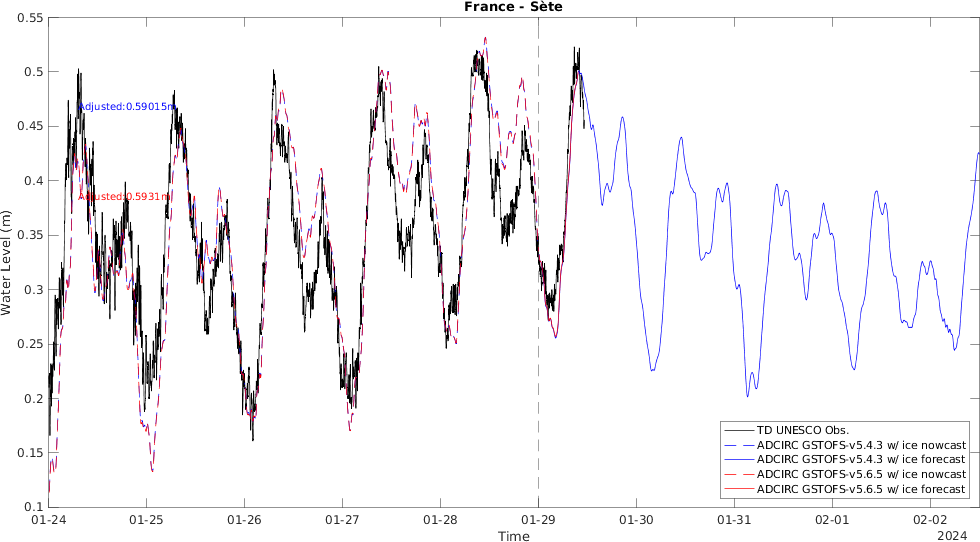 France - Sète
0.55
0.5
0.45
0.4
0.35
0.3
0.25
0.2
0.15
0.1
Water Level (m)
Adjusted:0.59015m
Adjusted:0.5931m
TD UNESCO Obs.
ADCIRC GSTOFS-v5.4.3 w/ ice nowcast
ADCIRC GSTOFS-v5.4.3 w/ ice forecast
ADCIRC GSTOFS-v5.6.5 w/ ice nowcast
ADCIRC GSTOFS-v5.6.5 w/ ice forecast
01-24 01-25 01-26 01-27 01-28 01-29 01-30 01-31 02-01 02-02
Time
2024